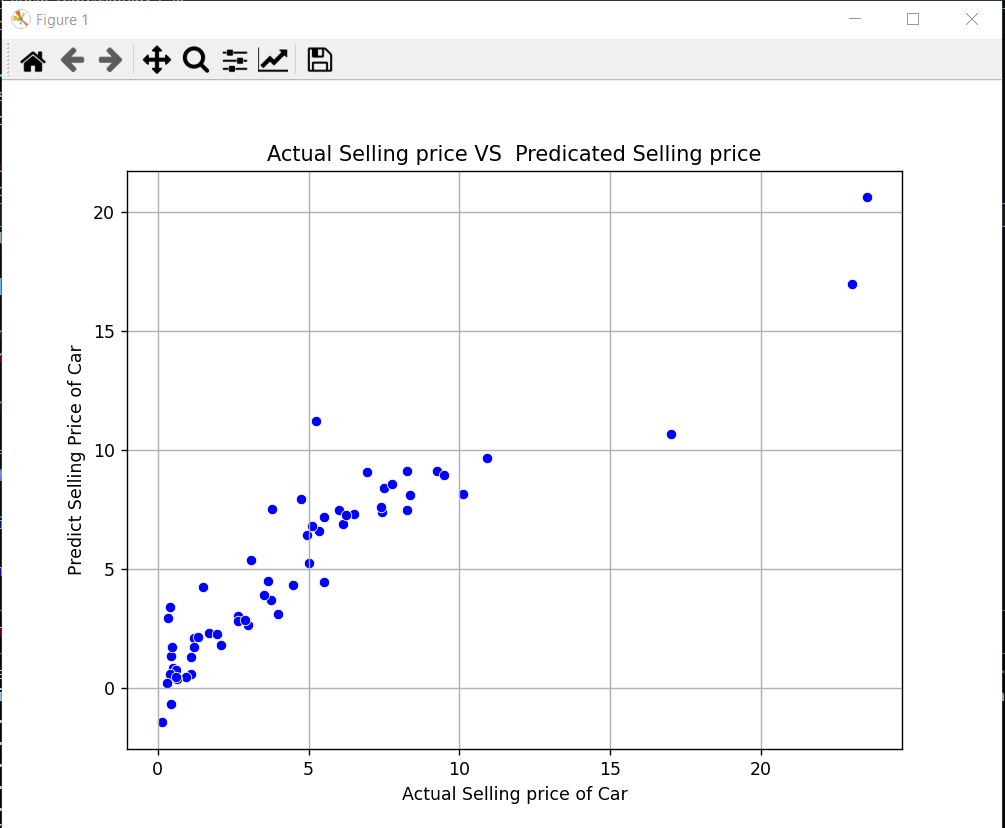 Figure 1
Actual Selling price VS  Predicated Selling price
Predict Selling Price of Car
20
15
10
5
0
0 5 10 15 20
Actual Selling price of Car